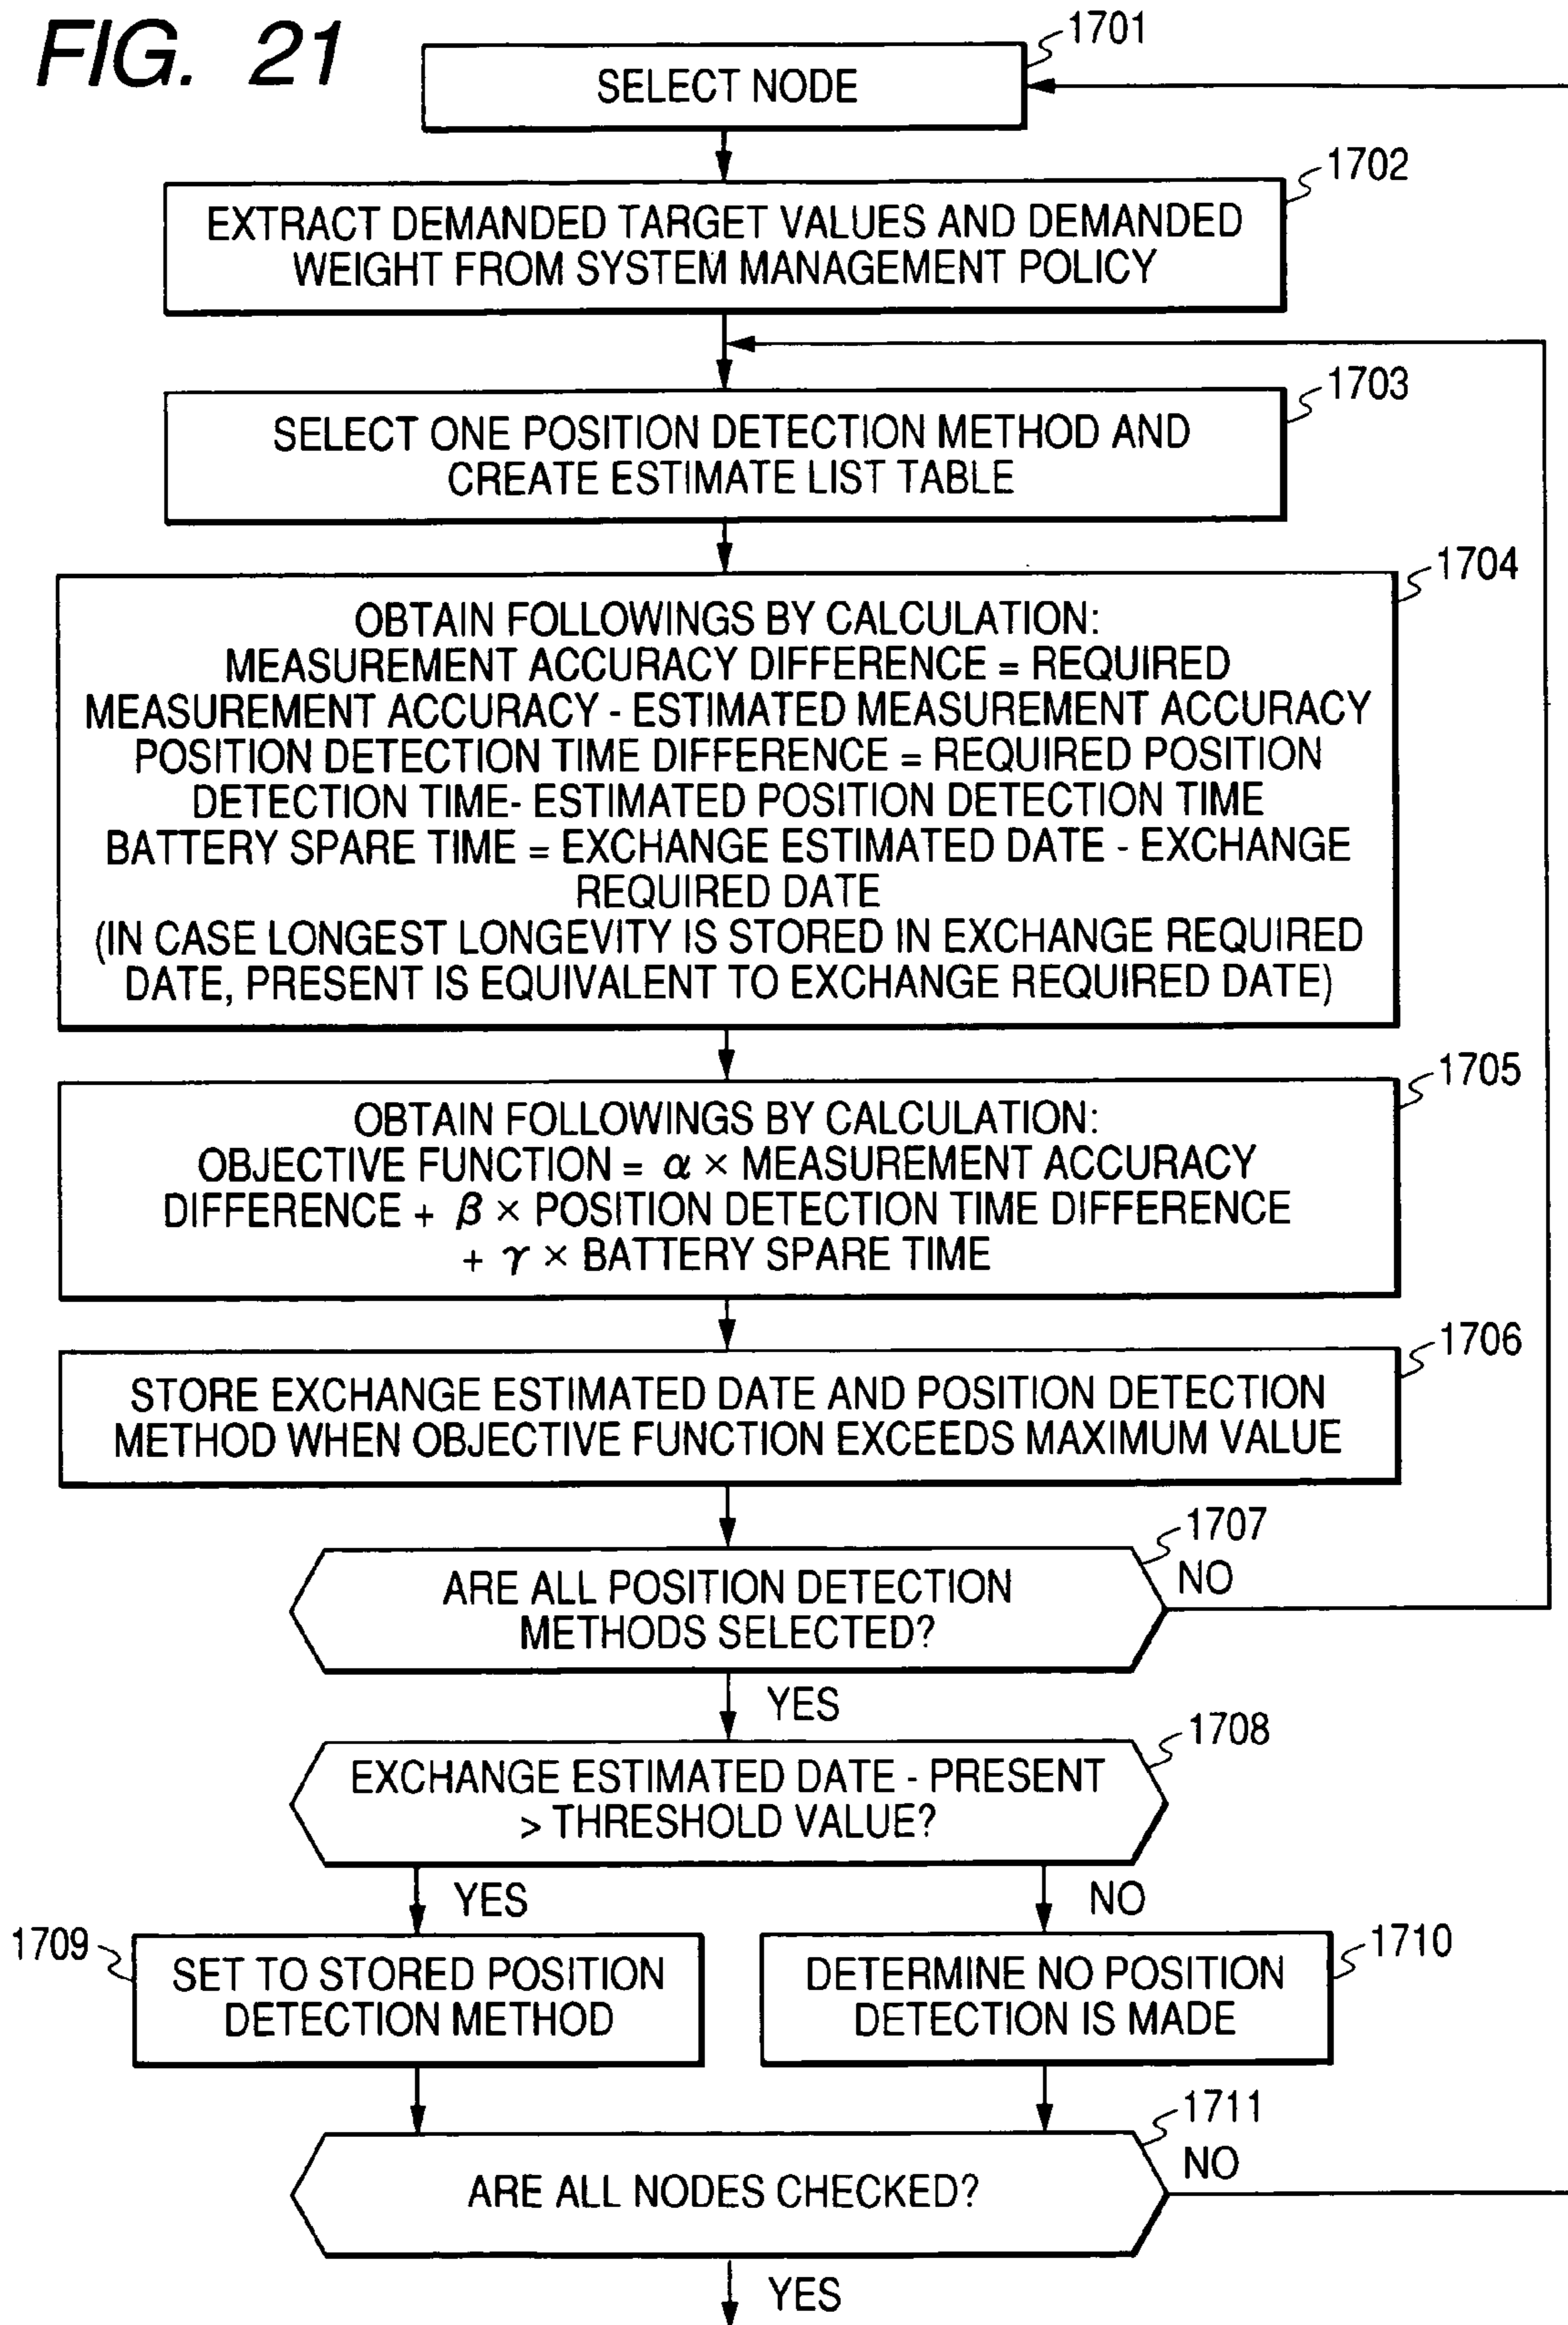 FIG. 21
1701
SELECT NODE
1702
EXTRACT DEMANDED TARGET VALUES AND DEMANDED
WEIGHT FROM SYSTEM MANAGEMENT POLICY
1703
SELECT ONE POSITION DETECTION METHOD AND
CREATE ESTIMATE LIST TABLE
1704
OBTAIN FOLLOWINGS BY CALCULATION:
MEASUREMENT ACCURACY DIFFERENCE = REQUIRED
MEASUREMENT ACCURACY - ESTIMATED MEASUREMENT ACCURACY
POSITION DETECTION TIME DIFFERENCE = REQUIRED POSITION
DETECTION TIME- ESTIMATED POSITION DETECTION TIME
BATTERY SPARE TIME = EXCHANGE ESTIMATED DATE - EXCHANGE
REQUIRED DATE
(IN CASE LONGEST LONGEVITY IS STORED IN EXCHANGE REQUIRED
DATE, PRESENT IS EQUIVALENT TO EXCHANGE REQUIRED DATE)
1705
OBTAIN FOLLOWINGS BY CALCULATION:
OBJECTIVE FUNCTION = α × MEASUREMENT ACCURACY
DIFFERENCE + β × POSITION DETECTION TIME DIFFERENCE
+ γ × BATTERY SPARE TIME
1706
STORE EXCHANGE ESTIMATED DATE AND POSITION DETECTION
METHOD WHEN OBJECTIVE FUNCTION EXCEEDS MAXIMUM VALUE
1707
ARE ALL POSITION DETECTION
METHODS SELECTED?
NO
YES
1708
EXCHANGE ESTIMATED DATE - PRESENT
> THRESHOLD VALUE?
YES
NO
1709
SET TO STORED POSITION
DETECTION METHOD
1710
DETERMINE NO POSITION
DETECTION IS MADE
1711
ARE ALL NODES CHECKED?
NO
YES